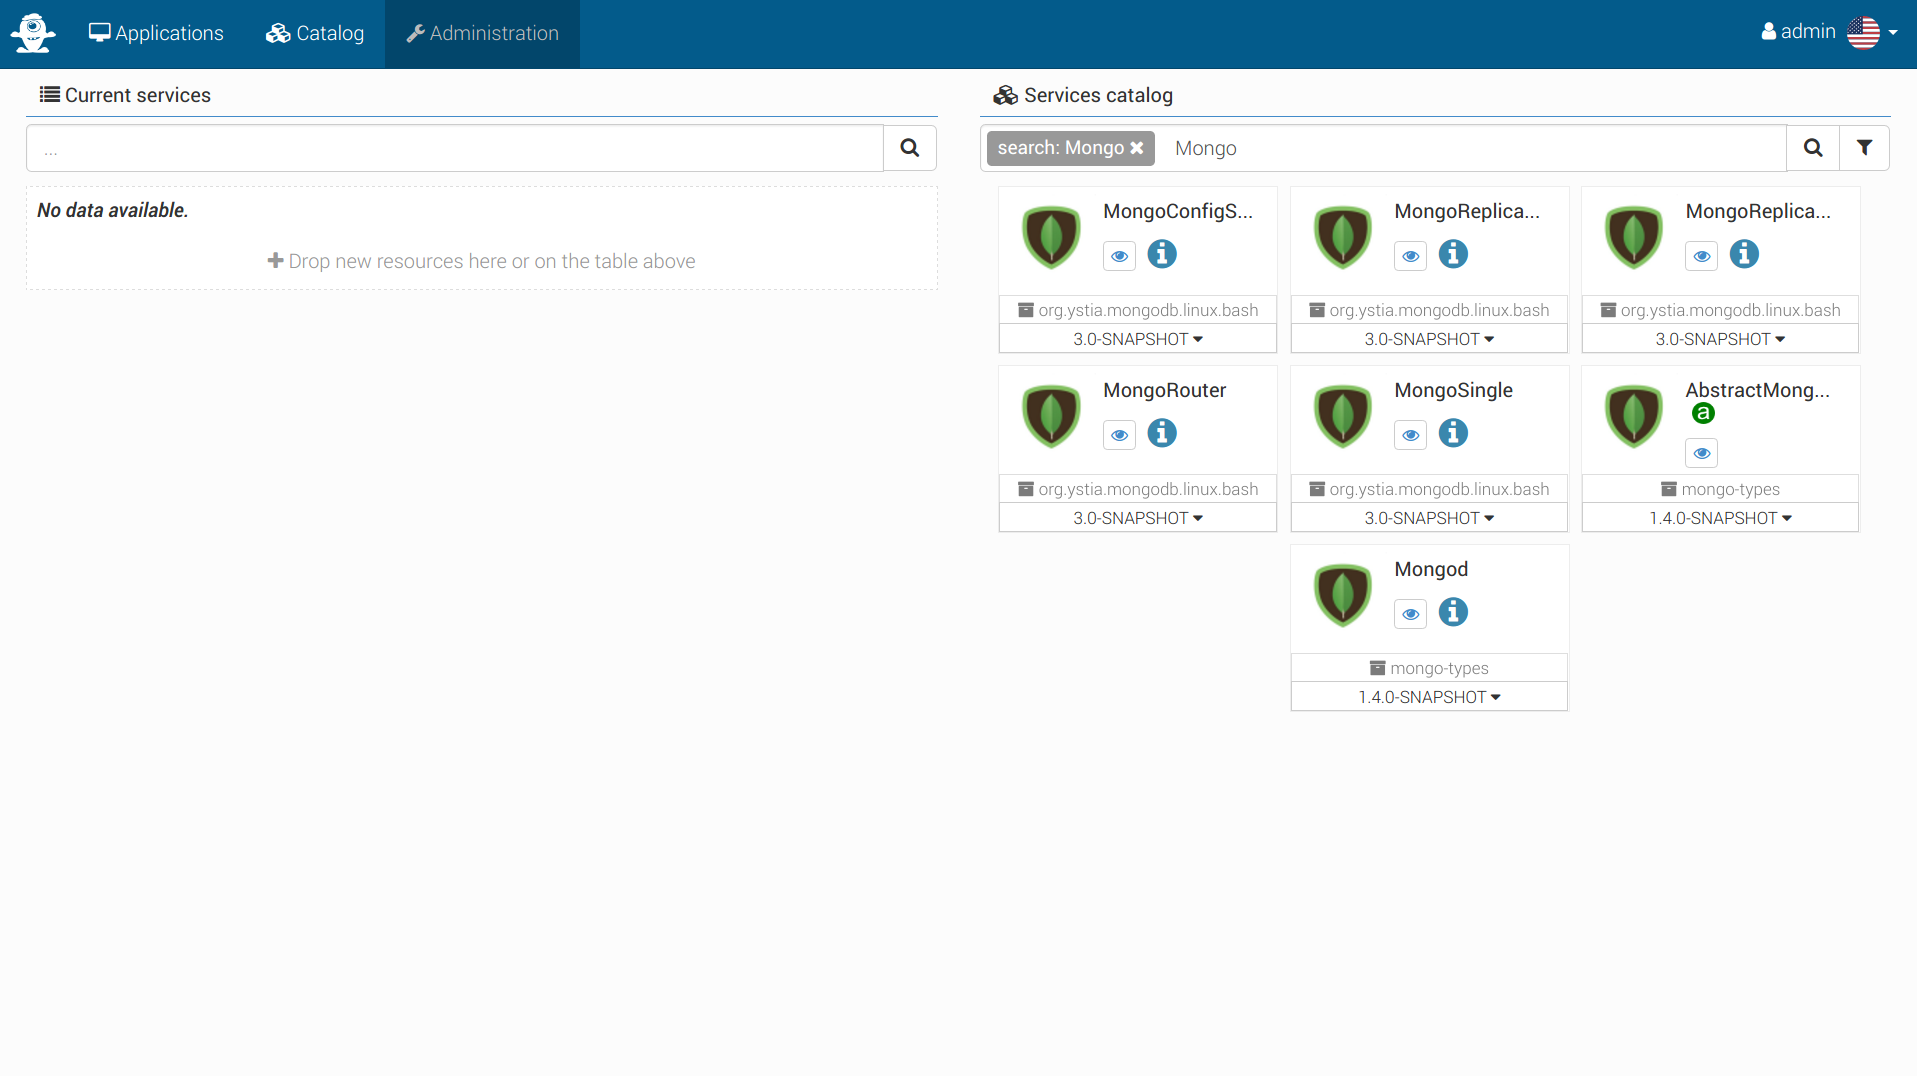 Applications Catalog Administration admin
Current services
...
No data available.
Drop new resources here or on the table above
Services catalog
search: Mongo Mongo
MongoConfigS...
org.ystia.mongodb.linux.bash
3.0-SNAPSHOT
MongoReplica...
org.ystia.mongodb.linux.bash
3.0-SNAPSHOT
MongoReplica...
org.ystia.mongodb.linux.bash
3.0-SNAPSHOT
MongoRouter
org.ystia.mongodb.linux.bash
3.0-SNAPSHOT
MongoSingle
org.ystia.mongodb.linux.bash
3.0-SNAPSHOT
AbstractMong...
a
mongo-types
1.4.0-SNAPSHOT
Mongod
mongo-types
1.4.0-SNAPSHOT